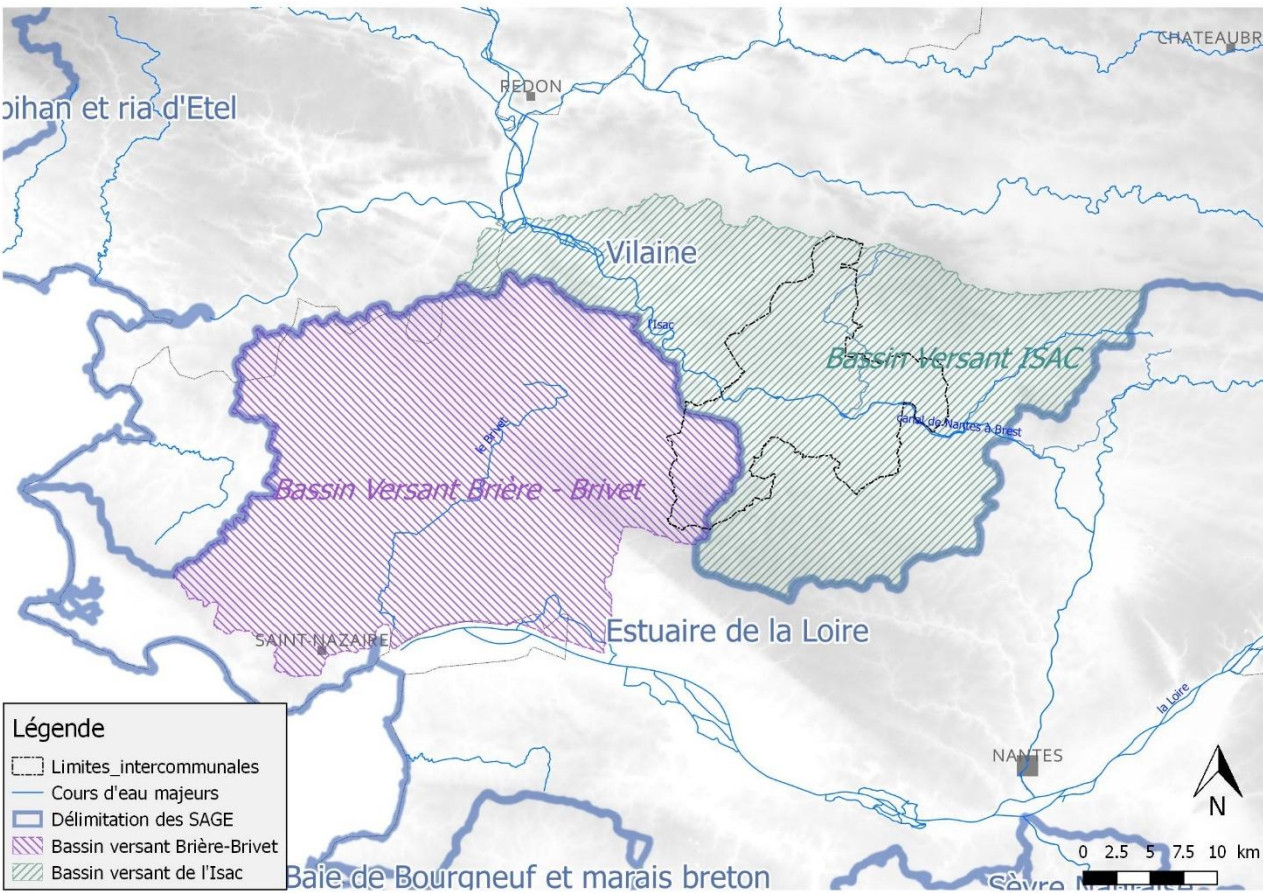 CHATEAUBR
REDON
bihan et ria d'Etel
Vilaine
l'Isac
Bassin Versant ISAC
canal de Nantes à Brest
le Brivet
Bassin Versant Brière - Brivet
Estuaire de la Loire
SAINT-NAZAIRE
la Loire
NANTES
N
Légende
Limites_intercommunales
Cours d'eau majeurs
Délimitation des SAGE
Bassin versant Brière-Brivet
Bassin versant de l'Isac
0 2.5 5 7.5 10 km
Baie de Bourgneuf et marais breton
Sèvre